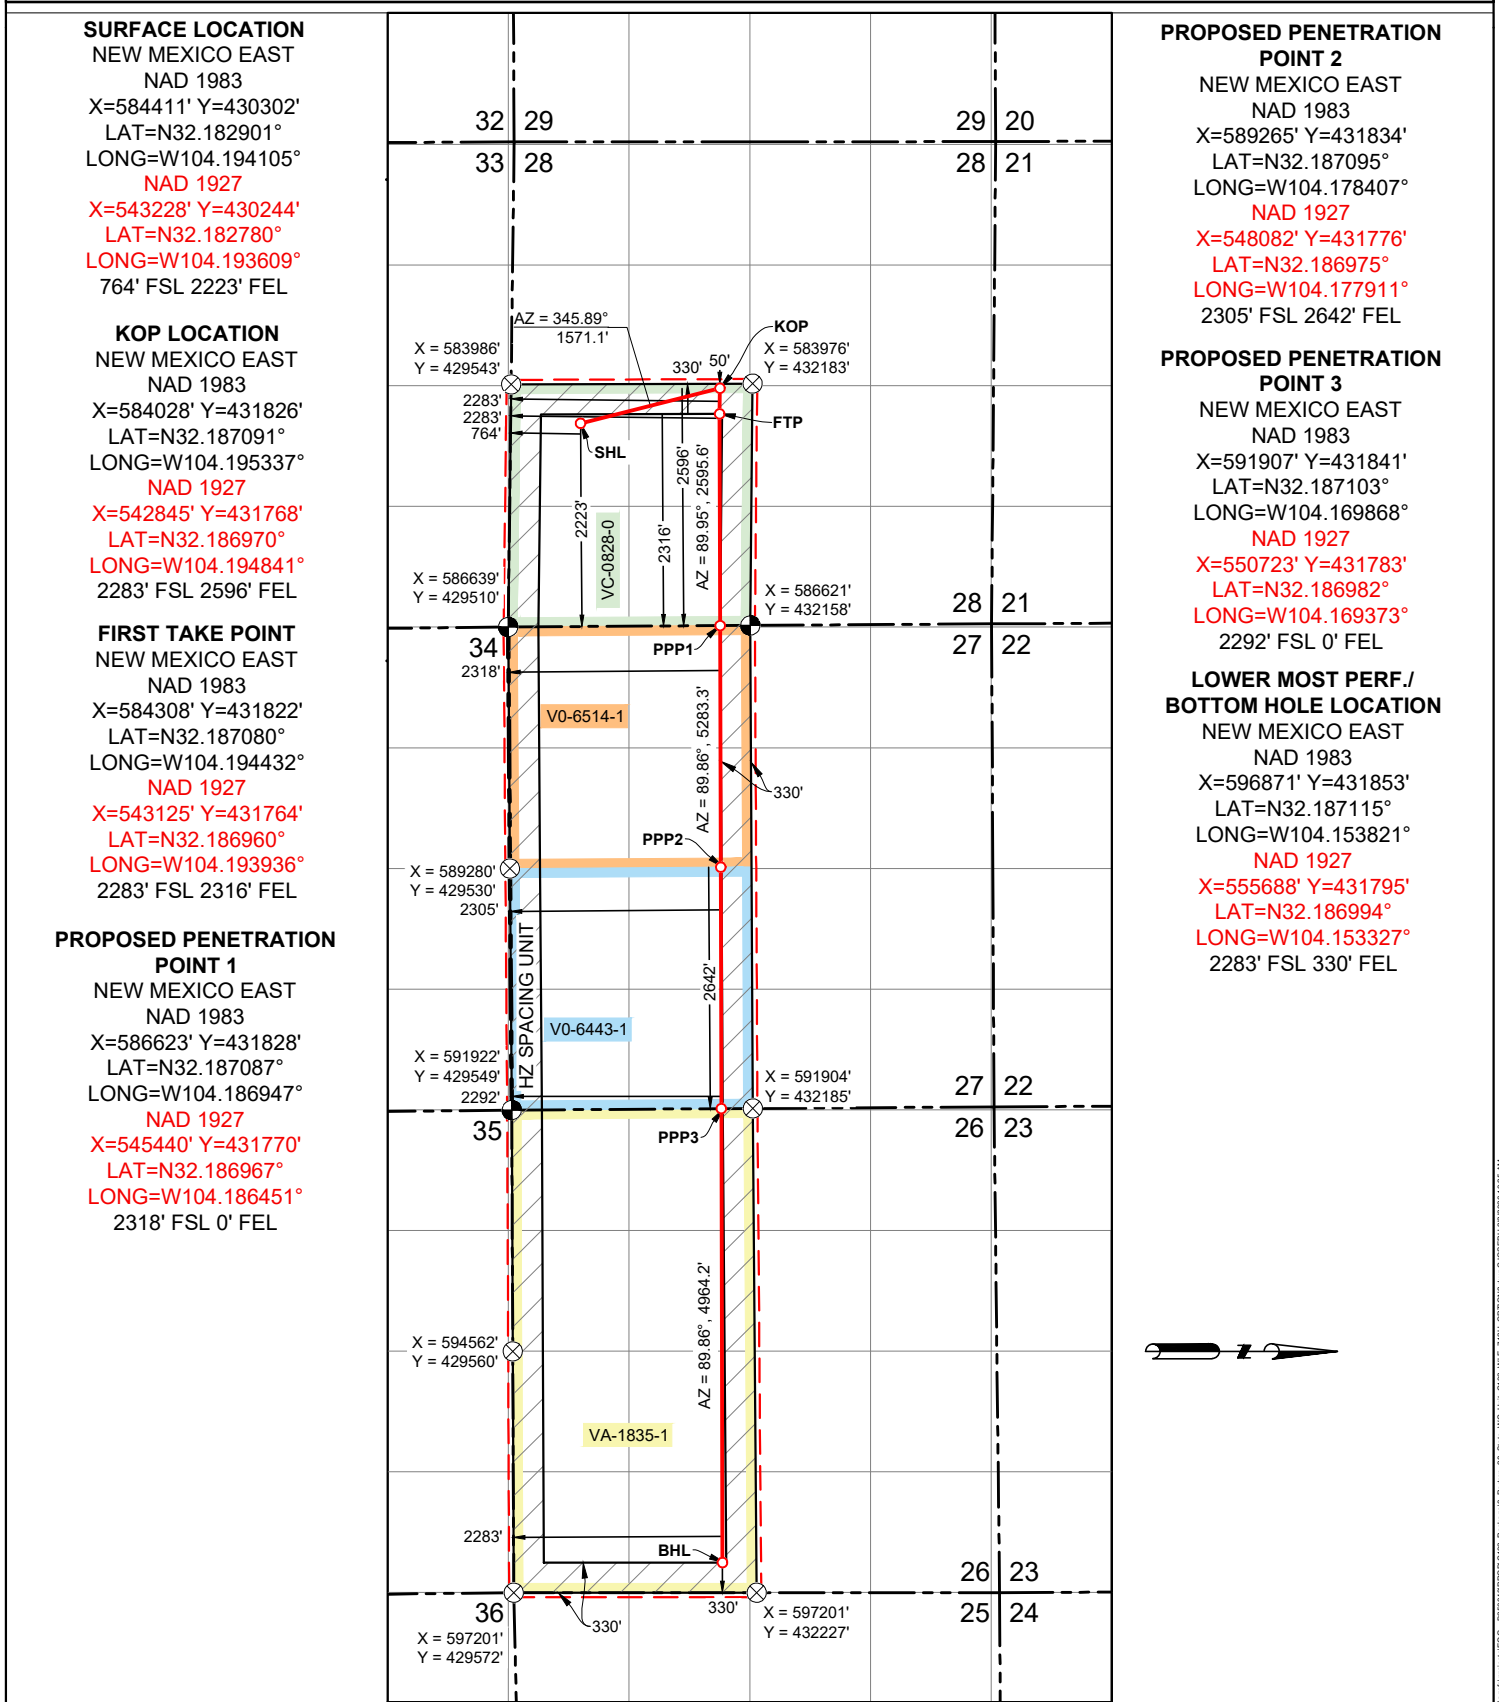 SURFACE LOCATION
NEW MEXICO EAST
NAD 1983
X=584411' Y=430302'
LAT=N32.182901°
LONG=W104.194105°
NAD 1927
X=543228' Y=430244'
LAT=N32.182780°
LONG=W104.193609°
764' FSL 2223' FEL
KOP LOCATION
NEW MEXICO EAST
NAD 1983
X=584028' Y=431826'
LAT=N32.187091°
LONG=W104.195337°
NAD 1927
X=542845' Y=431768'
LAT=N32.186970°
LONG=W104.194841°
2283' FSL 2596' FEL
FIRST TAKE POINT
NEW MEXICO EAST
NAD 1983
X=584308' Y=431822'
LAT=N32.187080°
LONG=W104.194432°
NAD 1927
X=543125' Y=431764'
LAT=N32.186960°
LONG=W104.193936°
2283' FSL 2316' FEL
PROPOSED PENETRATION
POINT 1
NEW MEXICO EAST
NAD 1983
X=586623' Y=431828'
LAT=N32.187087°
LONG=W104.186947°
NAD 1927
X=545440' Y=431770'
LAT=N32.186967°
LONG=W104.186451°
2318' FSL 0' FEL
32 29
33 28
29 20
28 21
AZ = 345.89°
1571.1'
KOP
X = 583986'
Y = 429543'
330' 50'
X = 583976'
Y = 432183'
2283'
2283'
764'
FTP
SHL
2223'
VC-0828-0
2316'
2596'
AZ = 89.95°, 2595.6'
X = 586639'
Y = 429510'
X = 586621'
Y = 432158'
28 21
27 22
34
PPP1
2318'
V0-6514-1
AZ = 89.86°, 5283.3'
330'
PPP2
X = 589280'
Y = 429530'
2305'
HZ SPACING UNIT
2642'
V0-6443-1
X = 591922'
Y = 429549'
2292'
X = 591904'
Y = 432185'
27 22
26 23
35
PPP3
AZ = 89.86°, 4964.2'
X = 594562'
Y = 429560'
VA-1835-1
2283'
BHL
26 23
25 24
36
330'
330'
X = 597201'
Y = 429572'
X = 597201'
Y = 432227'
PROPOSED PENETRATION
POINT 2
NEW MEXICO EAST
NAD 1983
X=589265' Y=431834'
LAT=N32.187095°
LONG=W104.178407°
NAD 1927
X=548082' Y=431776'
LAT=N32.186975°
LONG=W104.177911°
2305' FSL 2642' FEL
PROPOSED PENETRATION
POINT 3
NEW MEXICO EAST
NAD 1983
X=591907' Y=431841'
LAT=N32.187103°
LONG=W104.169868°
NAD 1927
X=550723' Y=431783'
LAT=N32.186982°
LONG=W104.169373°
2292' FSL 0' FEL
LOWER MOST PERF./
BOTTOM HOLE LOCATION
NEW MEXICO EAST
NAD 1983
X=596871' Y=431853'
LAT=N32.187115°
LONG=W104.153821°
NAD 1927
X=555688' Y=431795'
LAT=N32.186994°
LONG=W104.153327°
2283' FSL 330' FEL
Z